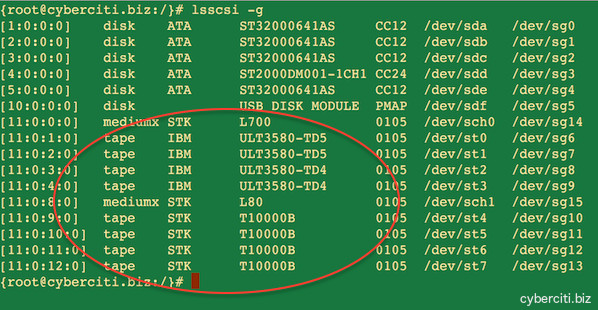 {root@cyberciti.biz:/}# lsscsi -g
[1:0:0:0] disk ATA ST32000641AS CC12 /dev/sda /dev/sg0
[2:0:0:0] disk ATA ST32000641AS CC12 /dev/sdb /dev/sg1
[3:0:0:0] disk ATA ST32000641AS CC12 /dev/sdc /dev/sg2
[4:0:0:0] disk ATA ST2000DM001-1CH1 CC24 /dev/sdd /dev/sg3
[5:0:0:0] disk ATA ST32000641AS CC12 /dev/sde /dev/sg4
[10:0:0:0] disk USB DISK MODULE PMAP /dev/sdf /dev/sg5
[11:0:0:0] mediumx STK L700 0105 /dev/sch0 /dev/sg14
[11:0:1:0] tape IBM ULT3580-TD5 0105 /dev/st0 /dev/sg6
[11:0:2:0] tape IBM ULT3580-TD5 0105 /dev/st1 /dev/sg7
[11:0:3:0] tape IBM ULT3580-TD4 0105 /dev/st2 /dev/sg8
[11:0:4:0] tape IBM ULT3580-TD4 0105 /dev/st3 /dev/sg9
[11:0:8:0] mediumx STK L80 0105 /dev/sch1 /dev/sg15
[11:0:9:0] tape STK T10000B 0105 /dev/st4 /dev/sg10
[11:0:10:0] tape STK T10000B 0105 /dev/st5 /dev/sg11
[11:0:11:0] tape STK T10000B 0105 /dev/st6 /dev/sg12
[11:0:12:0] tape STK T10000B 0105 /dev/st7 /dev/sg13
{root@cyberciti.biz:/}#
cyberciti.biz